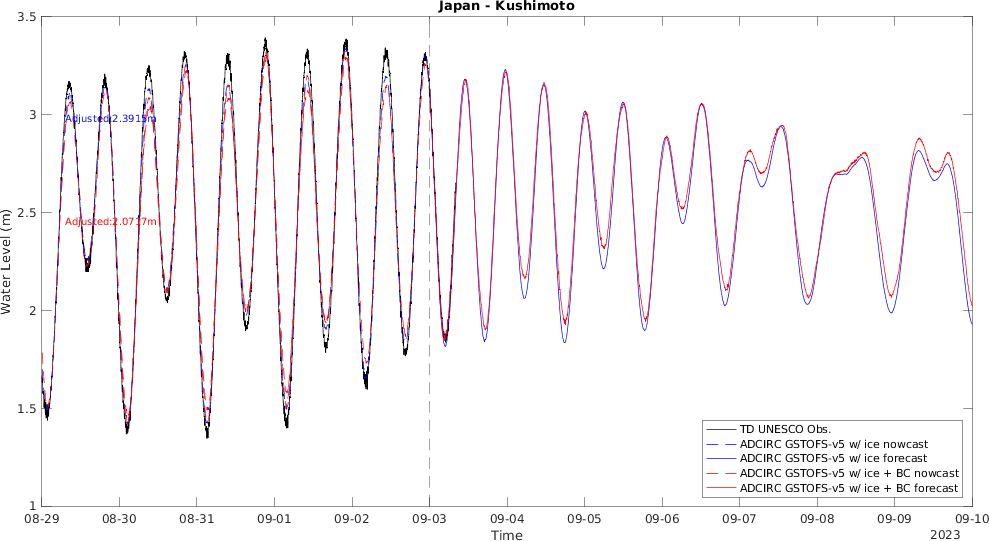 Japan - Kushimoto
3.5
3
2.5
2
1.5
1
Water Level (m)
Adjusted:2.3915m
Adjusted:2.0717m
TD UNESCO Obs.
ADCIRC GSTOFS-v5 w/ ice nowcast
ADCIRC GSTOFS-v5 w/ ice forecast
ADCIRC GSTOFS-v5 w/ ice + BC nowcast
ADCIRC GSTOFS-v5 w/ ice + BC forecast
08-29 08-30 08-31 09-01 09-02 09-03 09-04 09-05 09-06 09-07 09-08 09-09 09-10
Time
2023